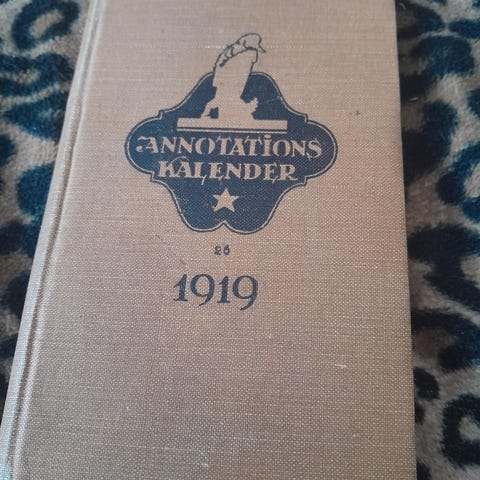 ANNOTATIONS
KALENDER
26
1919